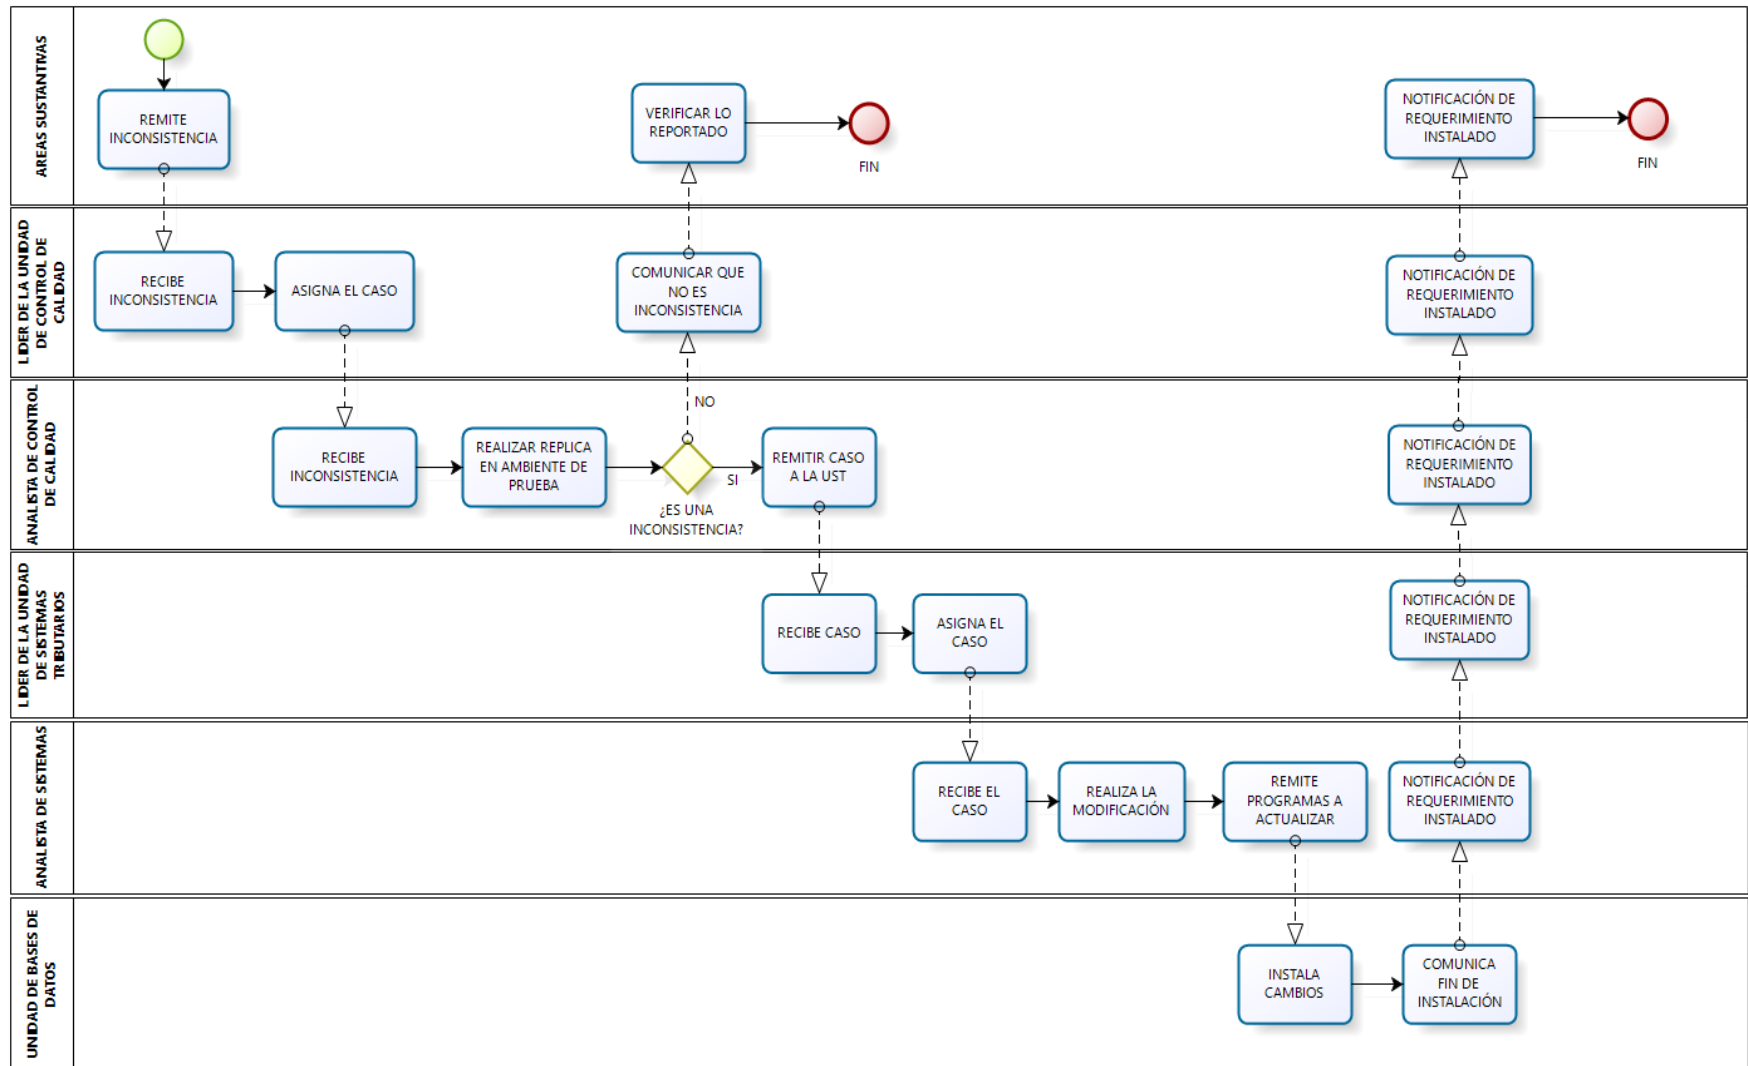 AREAS SUSTANTIVAS
REMITE
INCONSISTENCIA
VERIFICAR LO
REPORTADO
FIN
NOTIFICACIÓN DE
REQUERIMIENTO
INSTALADO
FIN
LIDER DE LA UNIDAD
DE CONTROL DE
CALIDAD
RECIBE
INCONSISTENCIA
ASIGNA EL CASO
COMUNICAR QUE
NO ES
INCONSISTENCIA
NOTIFICACIÓN DE
REQUERIMIENTO
INSTALADO
ANALISTA DE CONTROL
DE CALIDAD
RECIBE
INCONSISTENCIA
REALIZAR REPLICA
EN AMBIENTE DE
PRUEBA
NO
SI
¿ES UNA
INCONSISTENCIA?
REMITIR CASO
A LA UST
NOTIFICACIÓN DE
REQUERIMIENTO
INSTALADO
LIDER DE LA UNIDAD
DE SISTEMAS
TRIBUTARIOS
RECIBE CASO
ASIGNA EL
CASO
NOTIFICACIÓN DE
REQUERIMIENTO
INSTALADO
ANALISTA DE SISTEMAS
RECIBE EL
CASO
REALIZA LA
MODIFICACIÓN
REMITE
PROGRAMAS A
ACTUALIZAR
NOTIFICACIÓN DE
REQUERIMIENTO
INSTALADO
UNIDAD DE BASES DE
DATOS
INSTALA
CAMBIOS
COMUNICA
FIN DE
INSTALACIÓN